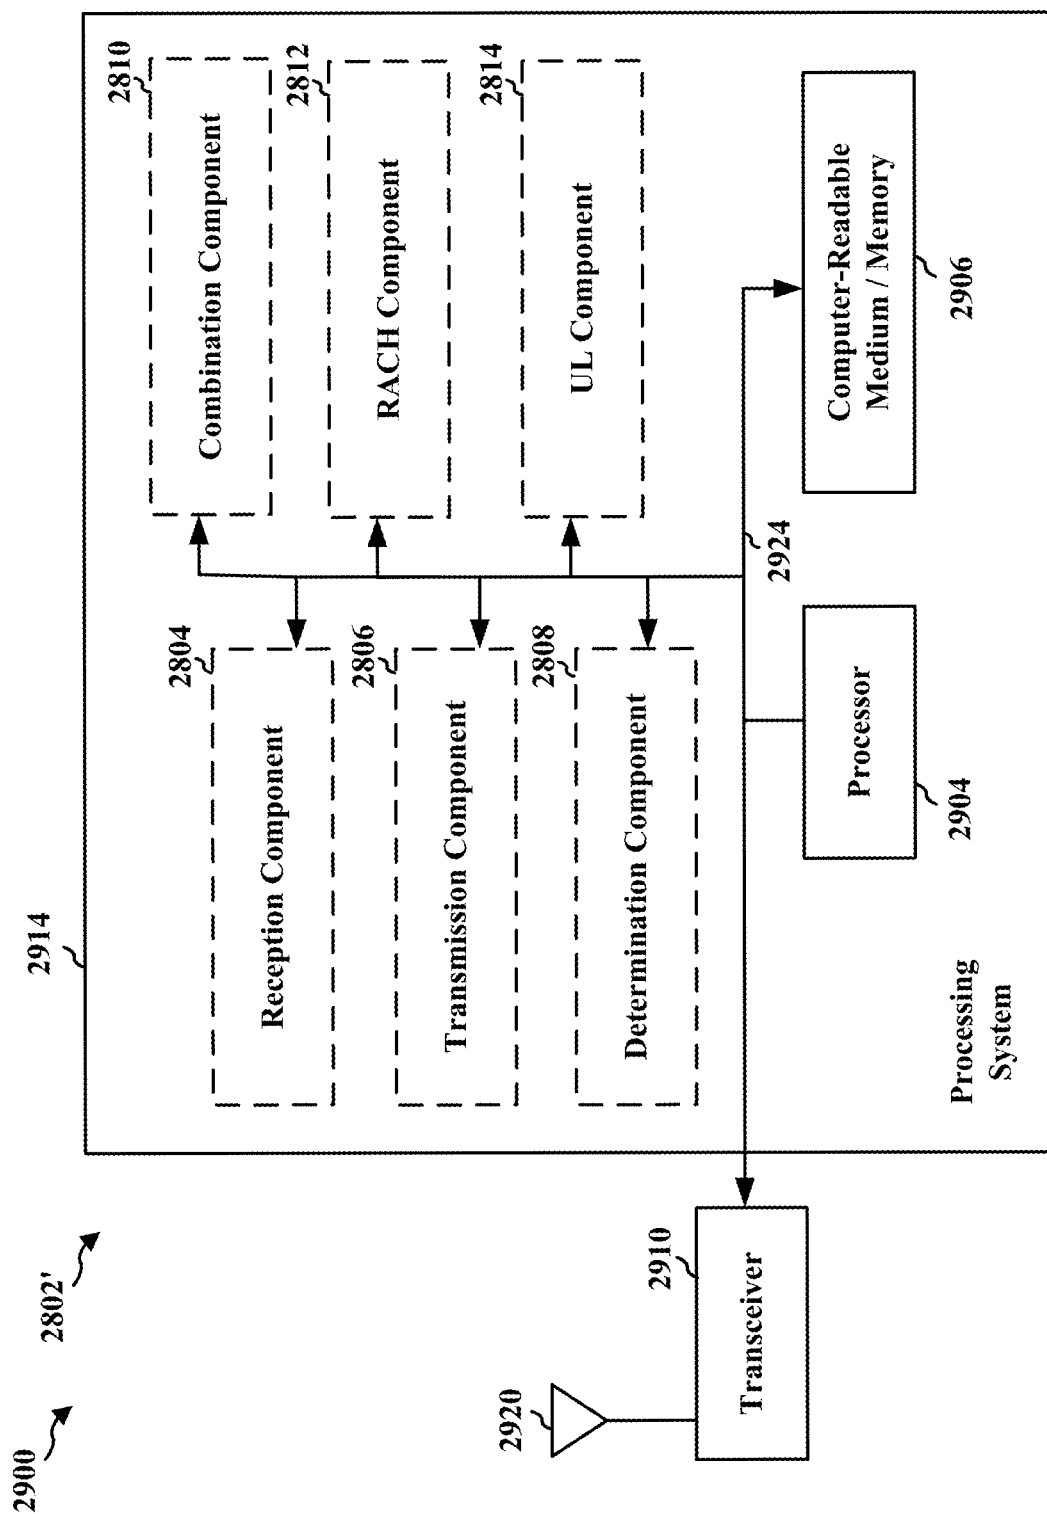 2900
2802'
2914
2804
Reception Component
2806
Transmission Component
2808
Determination Component
2810
Combination Component
2812
RACH Component
2814
UL Component
2920
2910
Transceiver
2924
Processor
2904
Computer-Readable
Medium / Memory
2906
Processing
System